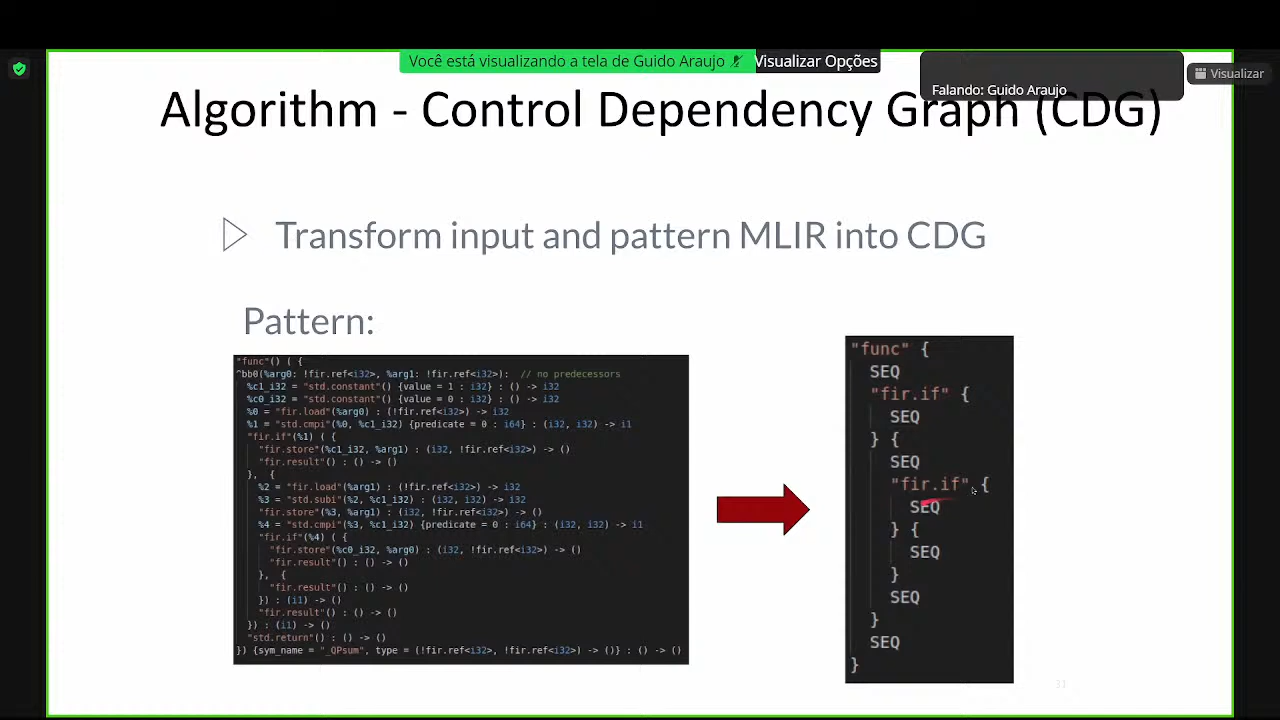 Você está visualizando a tela de Guido Araujo
Visualizar Opções
Falando: Guido Araujo
Visualizar
Algorithm - Control Dependency Graph (CDG)
Transform input and pattern MLIR into CDG
Pattern:
"func"() ( {
^bb0(%arg0: !fir.ref<i32>, %arg1: !fir.ref<i32>):  // no predecessors
%c1_i32 = "std.constant"() {value = 1 : i32} : () -> i32
%c0_i32 = "std.constant"() {value = 0 : i32} : () -> i32
%0 = "fir.load"(%arg0) : (!fir.ref<i32>) -> i32
%1 = "std.cmpi"(%0, %c1_i32) {predicate = 0 : i64} : (i32, i32) -> i1
"fir.if"(%1) ( {
"fir.store"(%c1_i32, %arg1) : (i32, !fir.ref<i32>) -> ()
"fir.result"() : () -> ()
},  {
%2 = "fir.load"(%arg1) : (!fir.ref<i32>) -> i32
%3 = "std.subi"(%2, %c1_i32) : (i32, i32) -> i32
"fir.store"(%3, %arg1) : (i32, !fir.ref<i32>) -> ()
%4 = "std.cmpi"(%3, %c1_i32) {predicate = 0 : i64} : (i32, i32) -> i1
"fir.if"(%4) ( {
"fir.store"(%c0_i32, %arg0) : (i32, !fir.ref<i32>) -> ()
"fir.result"() : () -> ()
},  {
"fir.result"() : () -> ()
}) : (i1) -> ()
"fir.result"() : () -> ()
}) : (i1) -> ()
"std.return"() : () -> ()
}) {sym_name = "_QPsum", type = (!fir.ref<i32>, !fir.ref<i32>) -> ()} : () -> ()
"func" {
SEQ
"fir.if" {
SEQ
} {
SEQ
"fir.if" {
SEQ
} {
SEQ
}
SEQ
}
SEQ
}
31